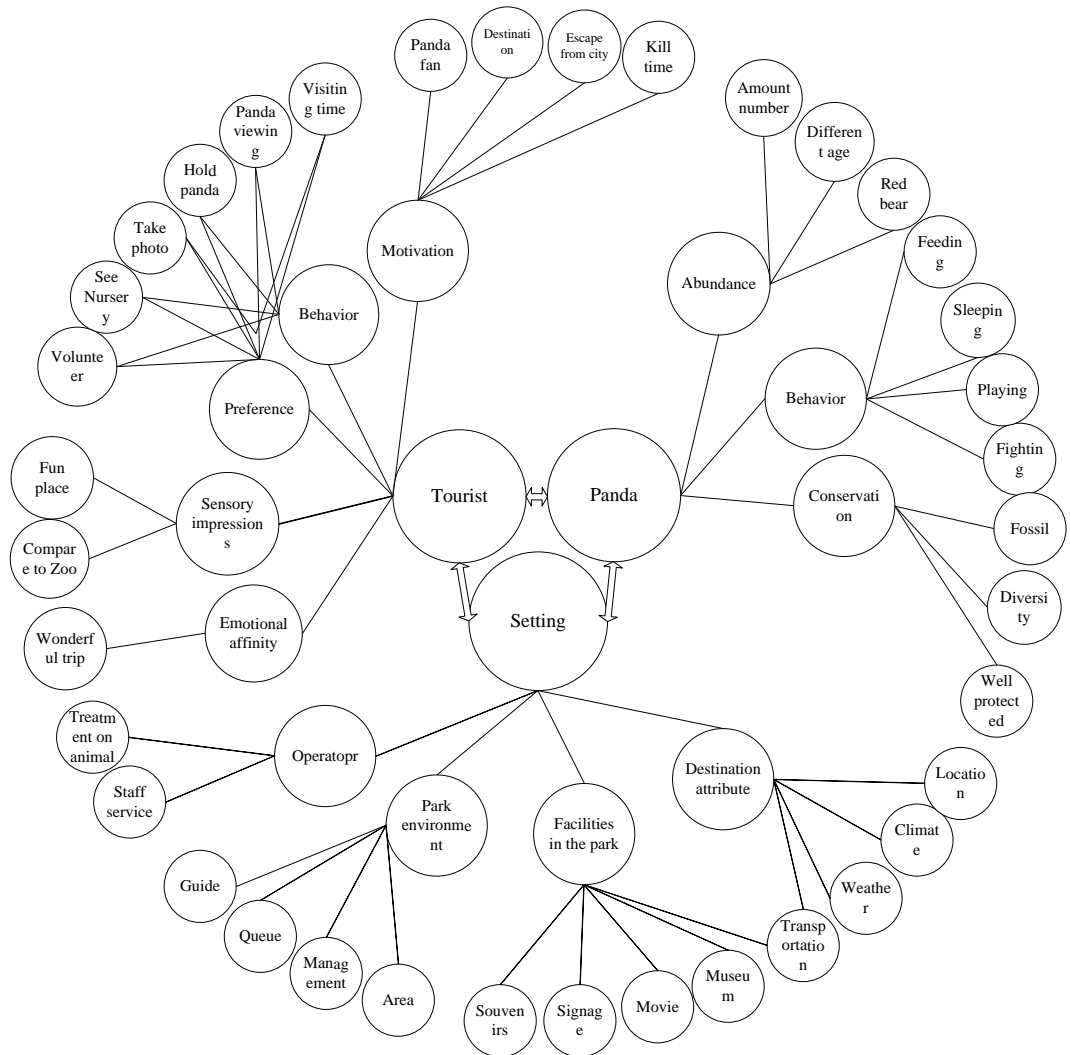 Panda
fan
Destinati
on
Escape
from city
Kill
time
Visitin
g time
Panda
viewin
g
Hold
panda
Take
photo
See
Nurser
y
Volunte
er
Motivation
Behavior
Preference
Amount
number
Differen
t age
Red
bear
Feedin
g
Sleepin
g
Playing
Fightin
g
Abundance
Behavior
Conservati
on
Fossil
Diversi
ty
Well
protect
ed
Fun
place
Compar
e to Zoo
Sensory
impression
s
Tourist
Panda
Setting
Wonderf
ul trip
Emotional
affinity
Treatm
ent on
animal
Staff
service
Operatopr
Park
environme
nt
Guide
Queue
Manag
ement
Area
Facilities
in the park
Souven
irs
Signag
e
Movie
Museu
m
Transp
ortatio
n
Destination
attribute
Locatio
n
Climat
e
Weathe
r